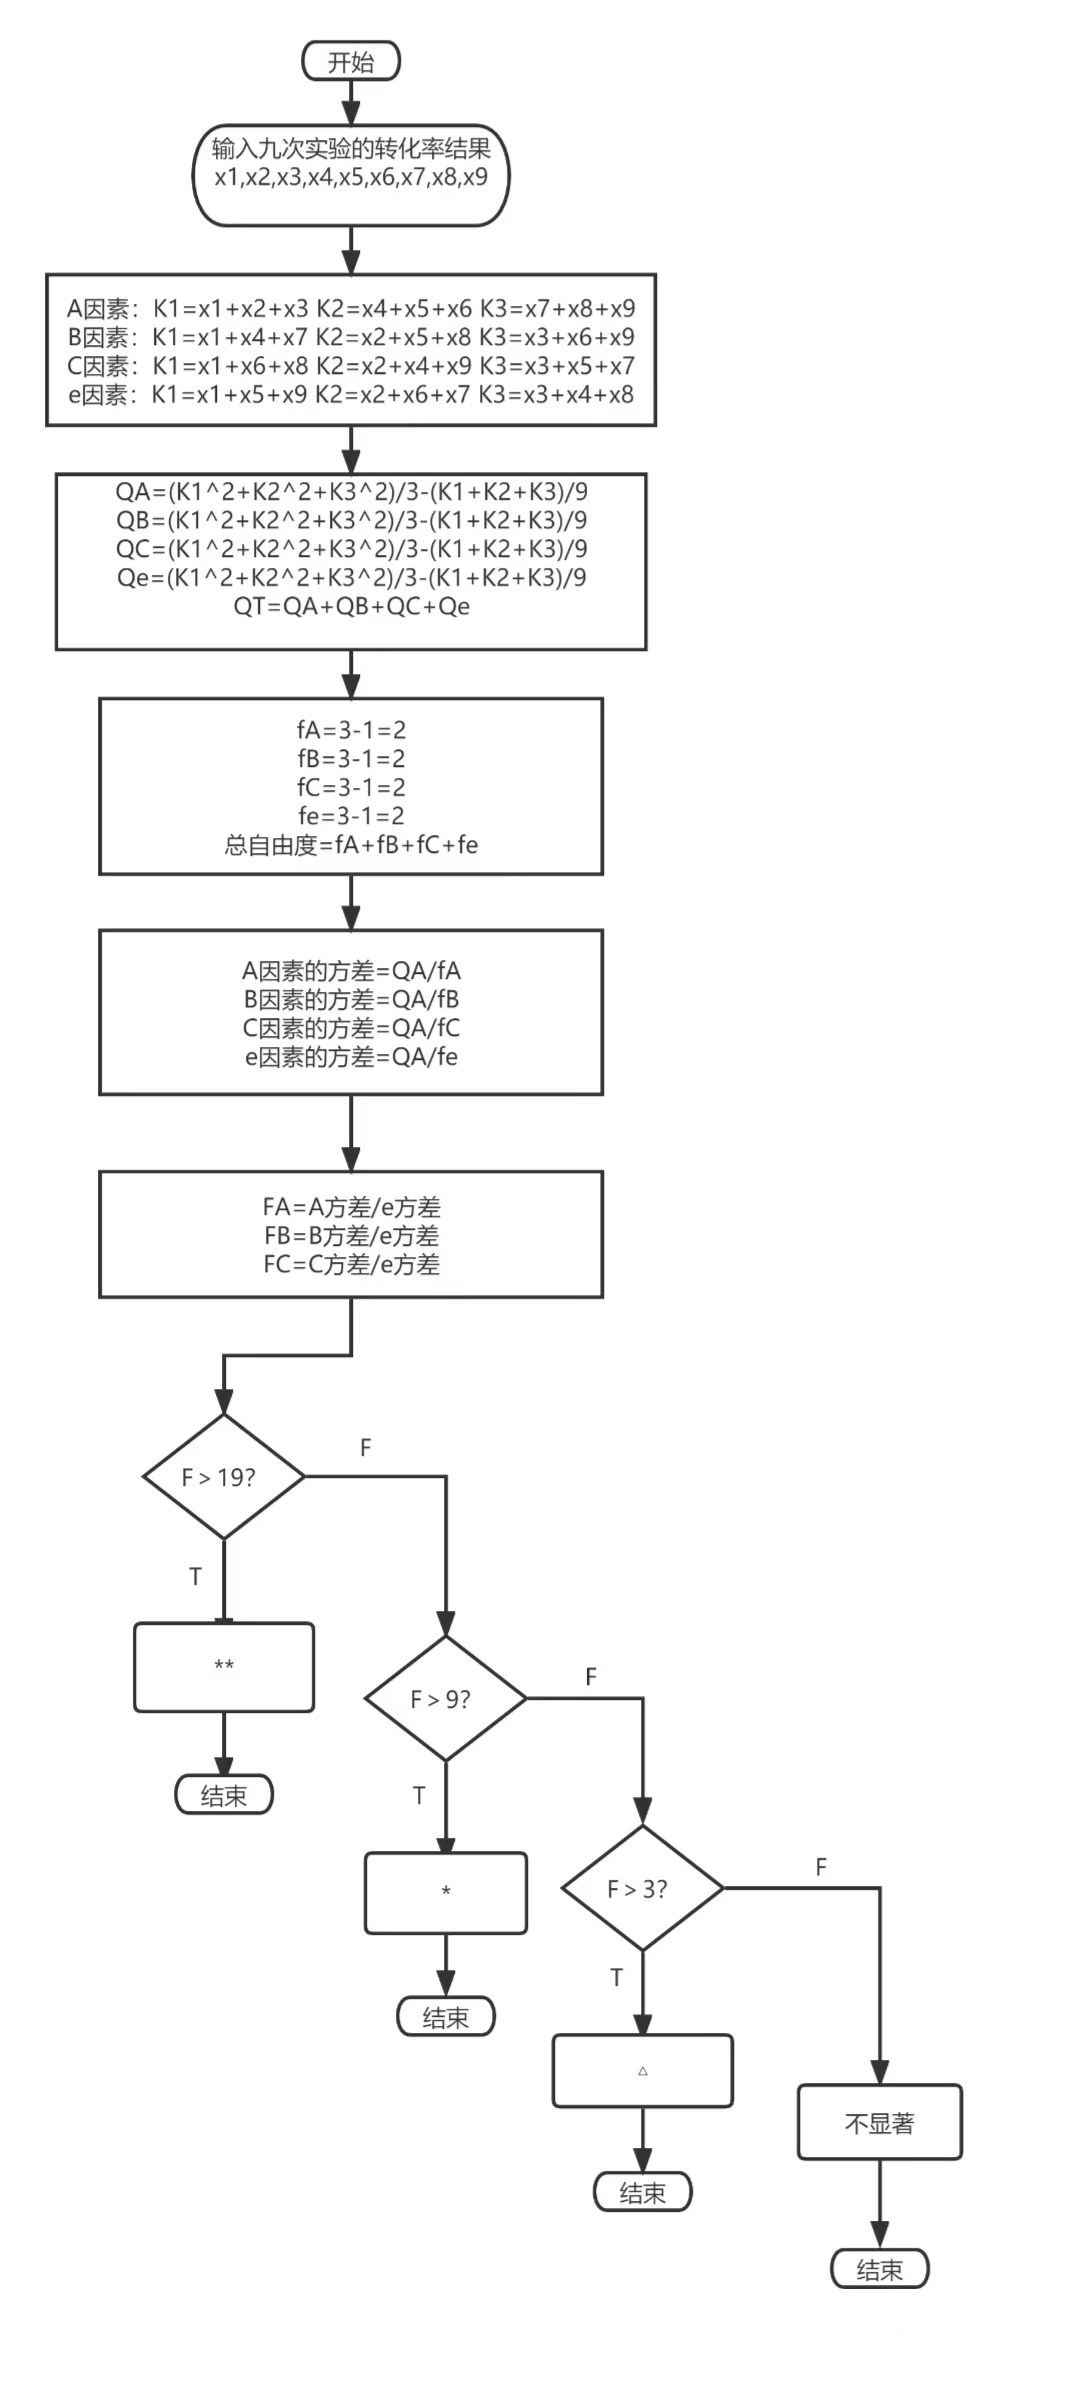 开始
输入九次实验的转化率结果
x1,x2,x3,x4,x5,x6,x7,x8,x9
A因素：K1=x1+x2+x3 K2=x4+x5+x6 K3=x7+x8+x9
B因素：K1=x1+x4+x7 K2=x2+x5+x8 K3=x3+x6+x9
C因素：K1=x1+x6+x8 K2=x2+x4+x9 K3=x3+x5+x7
e因素：K1=x1+x5+x9 K2=x2+x6+x7 K3=x3+x4+x8
QA=(K1^2+K2^2+K3^2)/3-(K1+K2+K3)/9
QB=(K1^2+K2^2+K3^2)/3-(K1+K2+K3)/9
QC=(K1^2+K2^2+K3^2)/3-(K1+K2+K3)/9
Qe=(K1^2+K2^2+K3^2)/3-(K1+K2+K3)/9
QT=QA+QB+QC+Qe
fA=3-1=2
fB=3-1=2
fC=3-1=2
fe=3-1=2
总自由度=fA+fB+fC+fe
A因素的方差=QA/fA
B因素的方差=QA/fB
C因素的方差=QA/fC
e因素的方差=QA/fe
FA=A方差/e方差
FB=B方差/e方差
FC=C方差/e方差
F
F＞19?
T
**
F
F＞9?
结束
T
F
*
F＞3?
F
T
结束
△
不显著
结束
结束